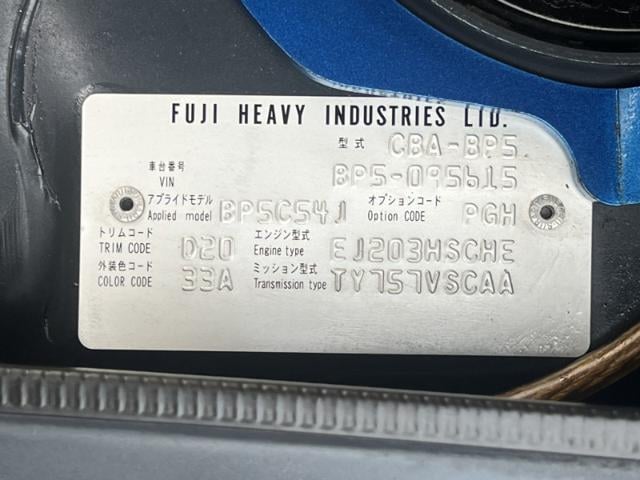 FUJI HEAVY INDUSTRIES LTD.
型式 CBA-BP5
車台番号 VIN BP5-095615
アプライドモデル Applied model BP5C54J オプションコード Option CODE PGH
トリムコード TRIM CODE D20 エンジン型式 Engine type EJ203HSCHE
外装色コード COLOR CODE 33A ミッション型式 Transmission type TY757VSCAA